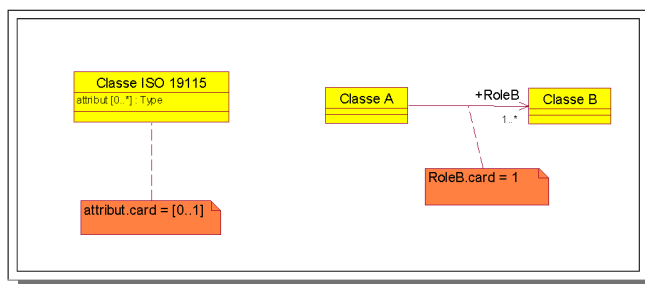 Classe ISO 19115
attribut [0..*] : Type
attribut.card = [0..1]
Classe A
+RoleB
1..*
Classe B
RoleB.card = 1